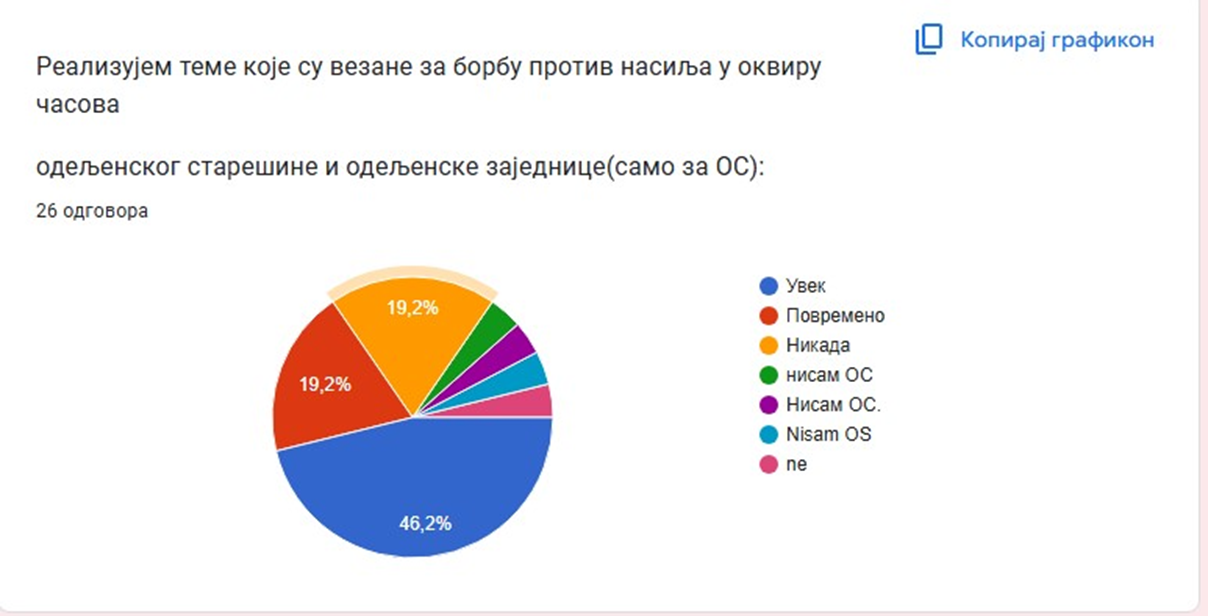 Копирај графикон
Реализујем теме које су везане за борбу против насиља у оквиру
часова
одељенског старешине и одељенске заједнице(само за ОС):
26 одговора
19,2%
19,2%
46,2%
Увек
Повремено
Никада
нисам ОС
Нисам ОС.
Nisam OS
ne